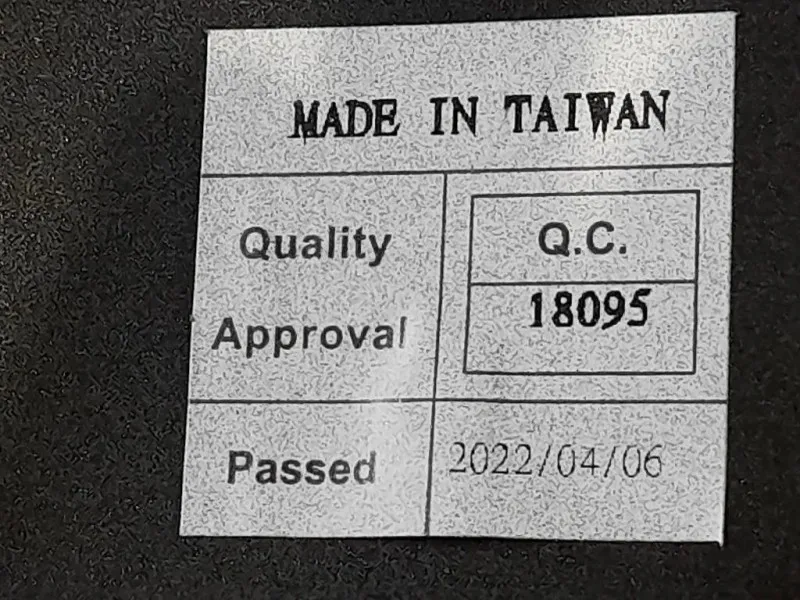 MADE IN TAIWAN
Quality
Approval
Q.C.
18095
Passed
2022/04/06